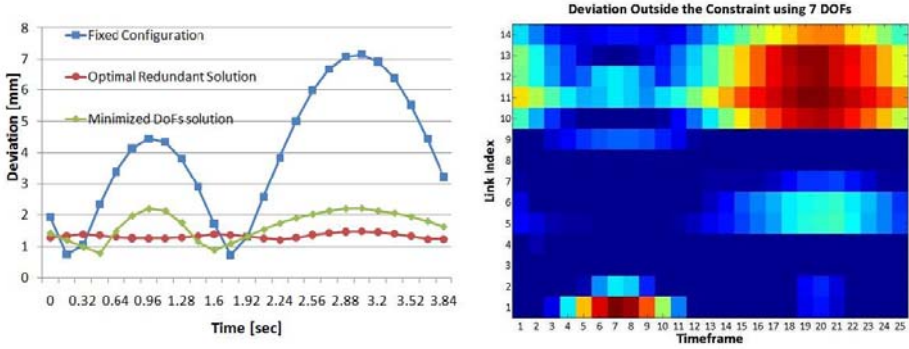 8
7
6
5
4
3
2
1
0
Deviation [mm]
Fixed Configuration
Optimal Redundant Solution
Minimized DoFs solution
0 0.32 0.64 0.96 1.28 1.6 1.92 2.24 2.56 2.88 3.2 3.52 3.84
Time [sec]
Deviation Outside the Constraint using 7 DOFs
Link Index
14
13
12
11
10
9
8
7
6
5
4
3
2
1
1 2 3 4 5 6 7 8 9 10 11 12 13 14 15 16 17 18 19 20 21 22 23 24 25
Timeframe